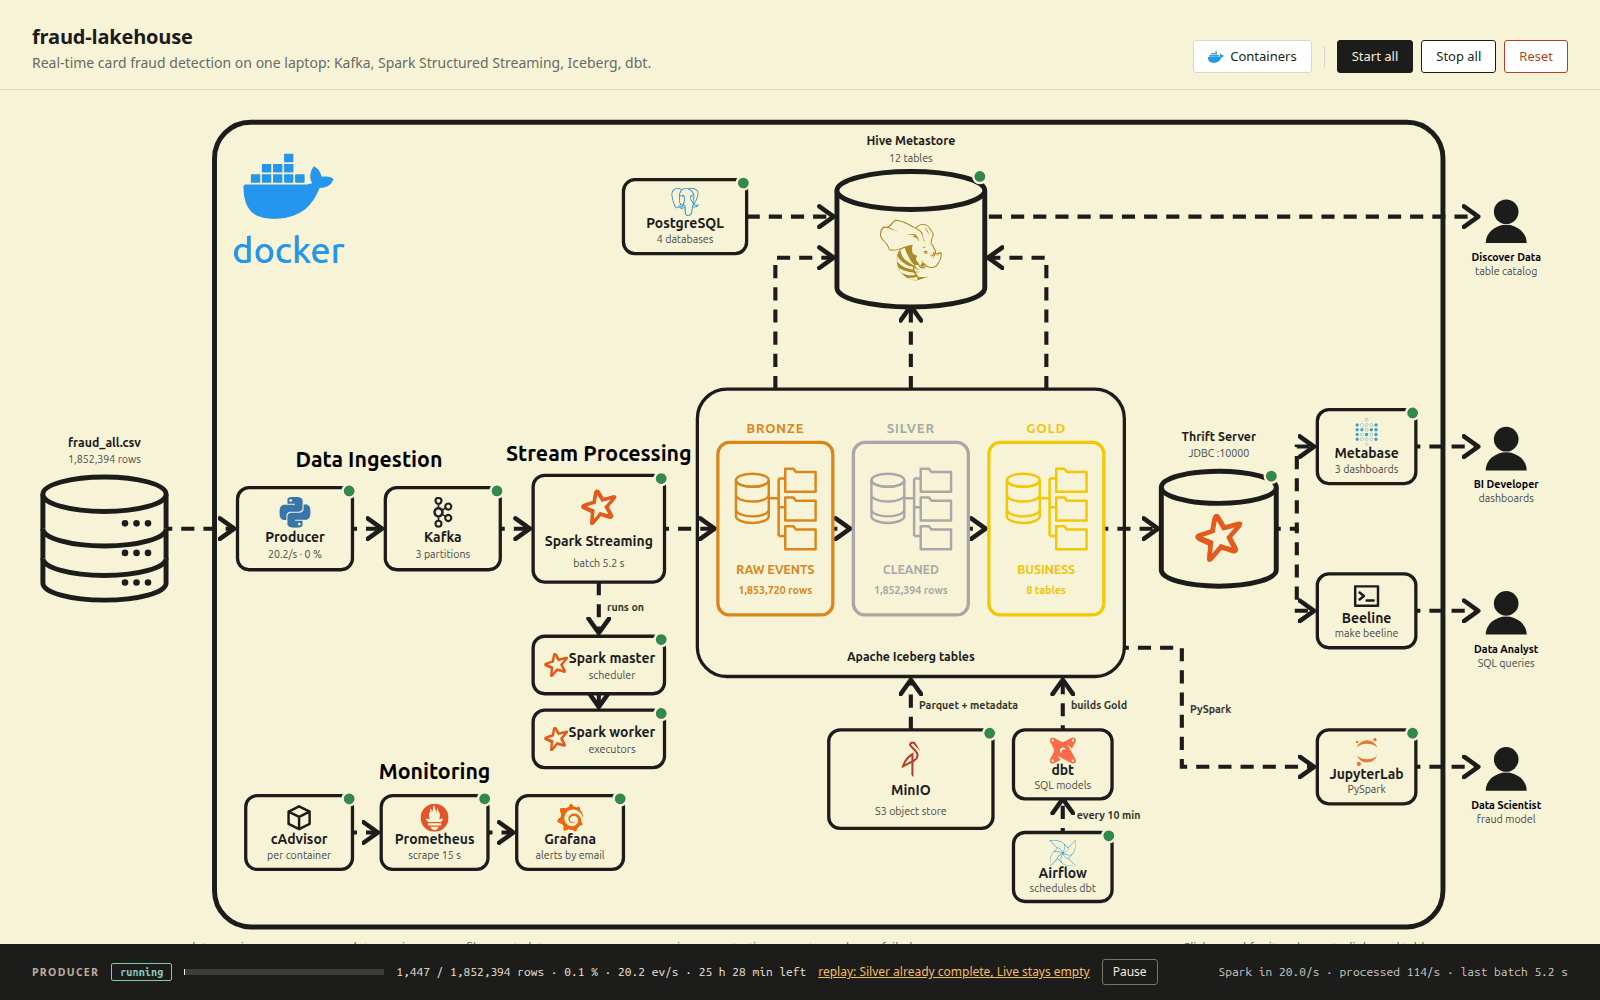 fraud-lakehouse
Real-time card fraud detection on one laptop: Kafka, Spark Structured Streaming, Iceberg, dbt.
Containers
Start all
Stop all
Reset
docker
Hive Metastore
12 tables
PostgreSQL
4 databases
Discover Data
table catalog
fraud_all.csv
1,852,394 rows
Data Ingestion
Producer
20.2/s · 0 %
Kafka
3 partitions
Stream Processing
Spark Streaming
batch 5.2 s
runs on
Spark master
scheduler
Spark worker
executors
BRONZE
RAW EVENTS
1,853,720 rows
SILVER
CLEANED
1,852,394 rows
GOLD
BUSINESS
8 tables
Apache Iceberg tables
Thrift Server
JDBC :10000
Metabase
3 dashboards
BI Developer
dashboards
Beeline
make beeline
Data Analyst
SQL queries
Parquet + metadata
builds Gold
PySpark
MinIO
S3 object store
dbt
SQL models
every 10 min
Airflow
schedules dbt
JupyterLab
PySpark
Data Scientist
fraud model
Monitoring
cAdvisor
per container
Prometheus
scrape 15 s
Grafana
alerts by email
PRODUCER
running
1,447 / 1,852,394 rows · 0.1 % · 20.2 ev/s · 25 h 28 min left
replay: Silver already complete, Live stays empty
Pause
Spark in 20.0/s · processed 114/s · last batch 5.2 s